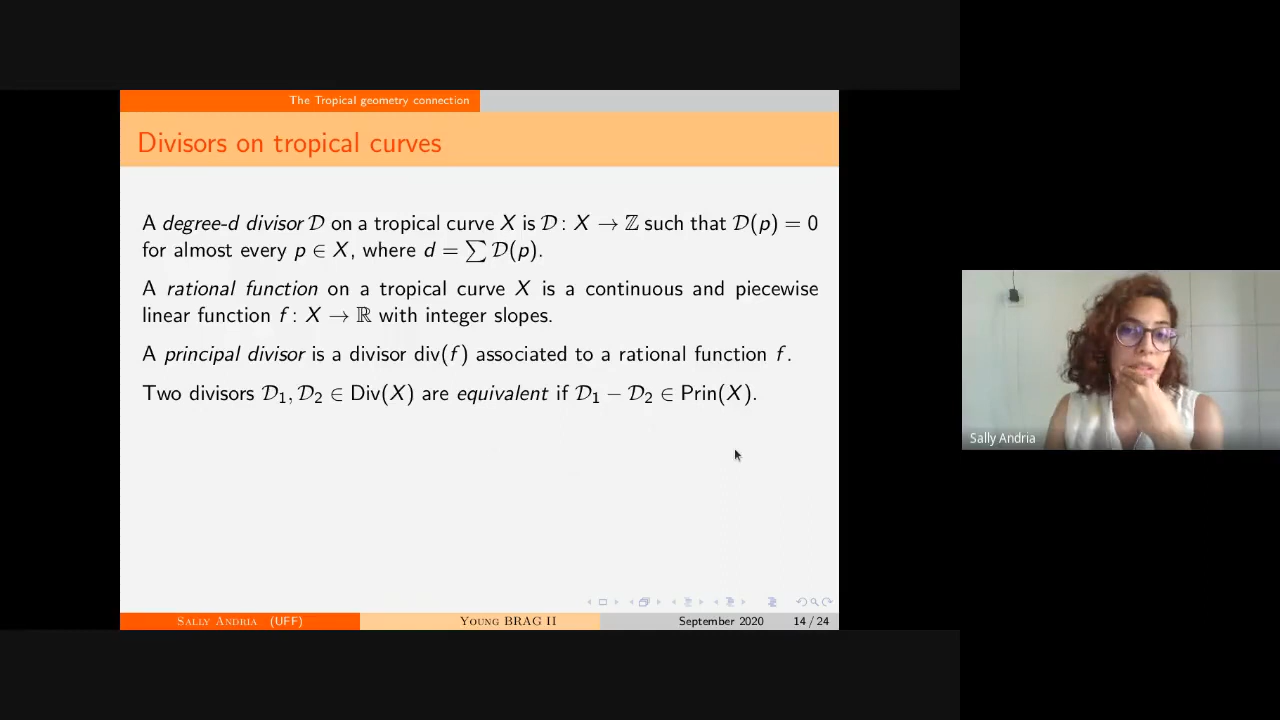 The Tropical geometry connection
Divisors on tropical curves
A degree-d divisor 𝒟 on a tropical curve X is 𝒟 : X → ℤ such that 𝒟(p) = 0
for almost every p ∈ X, where d = ∑ 𝒟(p).
A rational function on a tropical curve X is a continuous and piecewise
linear function f : X → ℝ with integer slopes.
A principal divisor is a divisor div(f) associated to a rational function f.
Two divisors 𝒟₁, 𝒟₂ ∈ Div(X) are equivalent if 𝒟₁ − 𝒟₂ ∈ Prin(X).
Sally Andria
Sally Andria (UFF) Young BRAG II September 2020 14 / 24